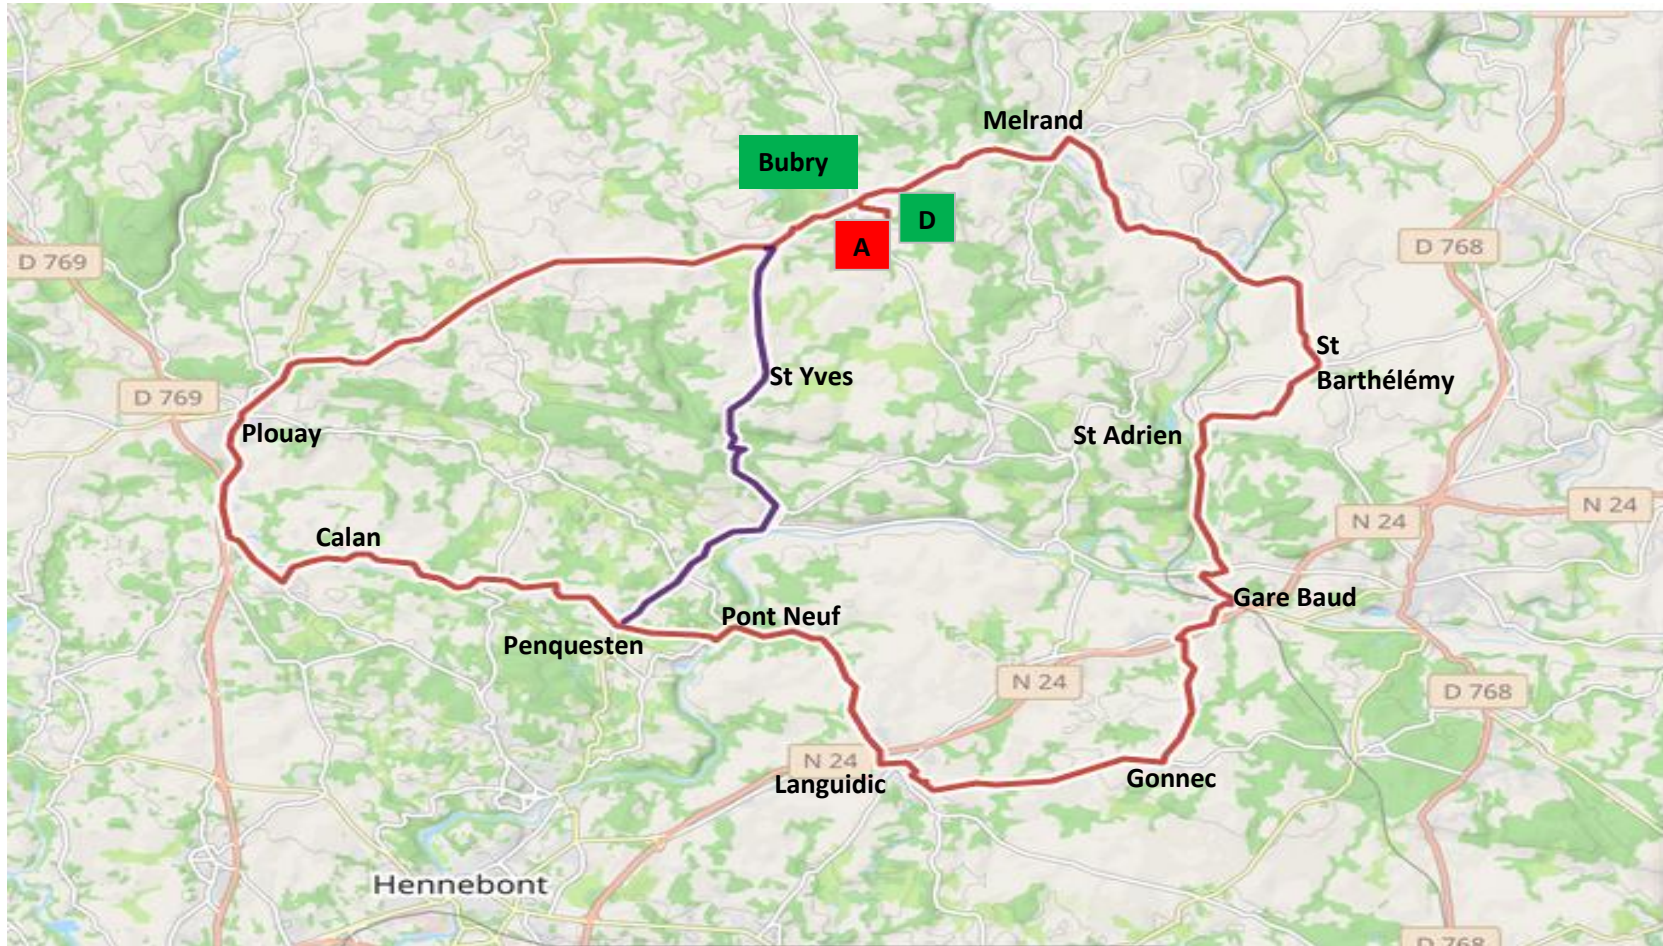 Melrand
Bubry
D
A
D 769
D 768
St
Barthélémy
St Yves
D 769
Plouay
St Adrien
N 24
N 24
Calan
Gare Baud
Pont Neuf
Penquesten
N 24
D 768
N 24
Languidic
Gonnec
Hennebont
D 768